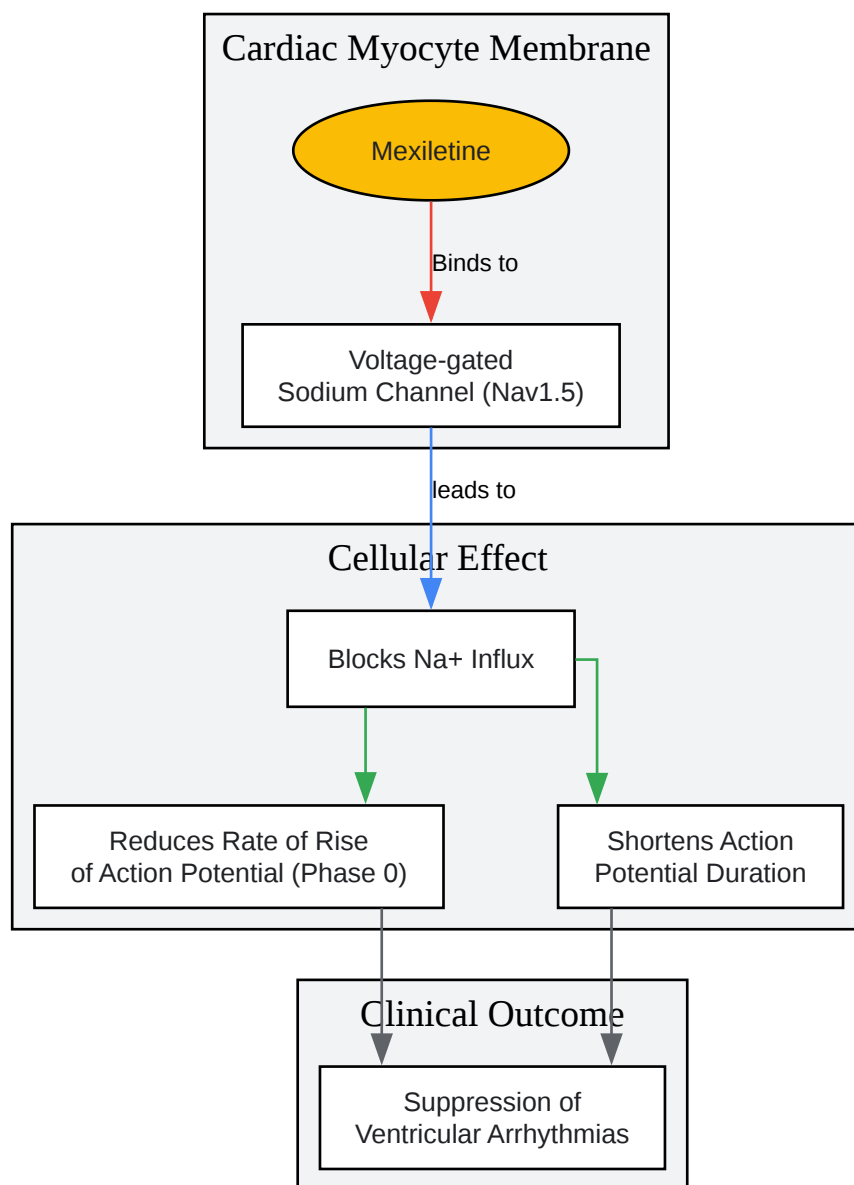 Cardiac Myocyte Membrane
Mexiletine
Binds to
Voltage-gated
Sodium Channel (Nav1.5)
leads to
Cellular Effect
Blocks Na+ Influx
Reduces Rate of Rise
of Action Potential (Phase 0)
Shortens Action
Potential Duration
Clinical Outcome
Suppression of
Ventricular Arrhythmias